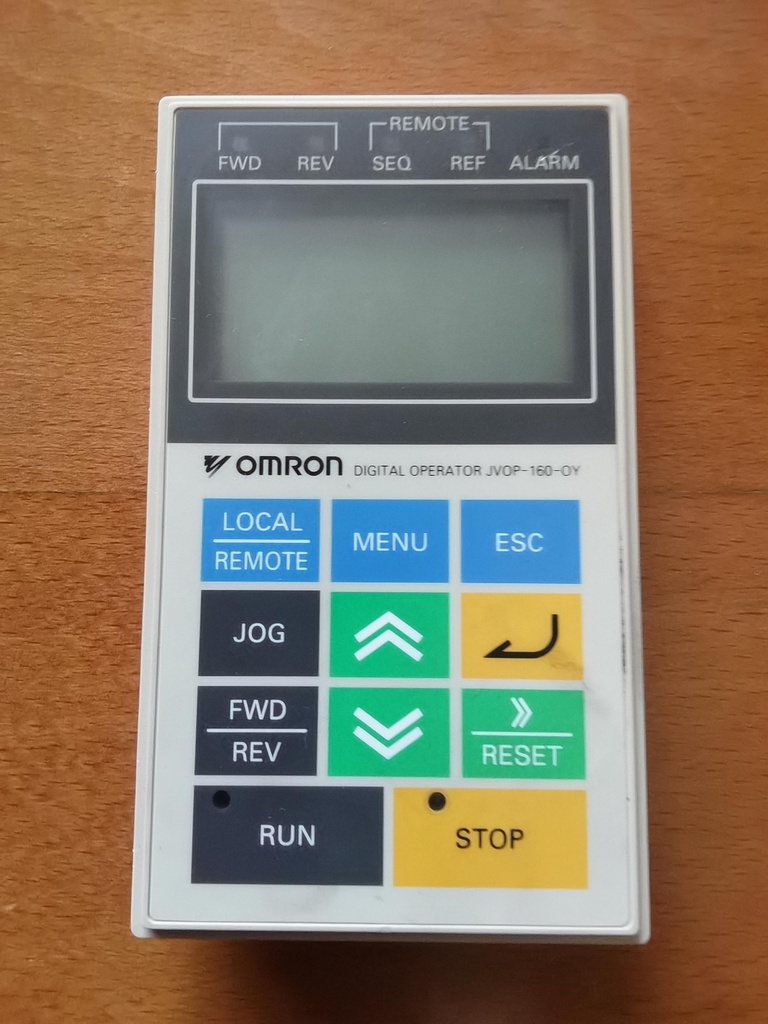 REMOTE
FWD REV SEQ REF ALARM
OMRON DIGITAL OPERATOR JVOP-160-OY
LOCAL
REMOTE
MENU
ESC
JOG
FWD
REV
RESET
RUN
STOP